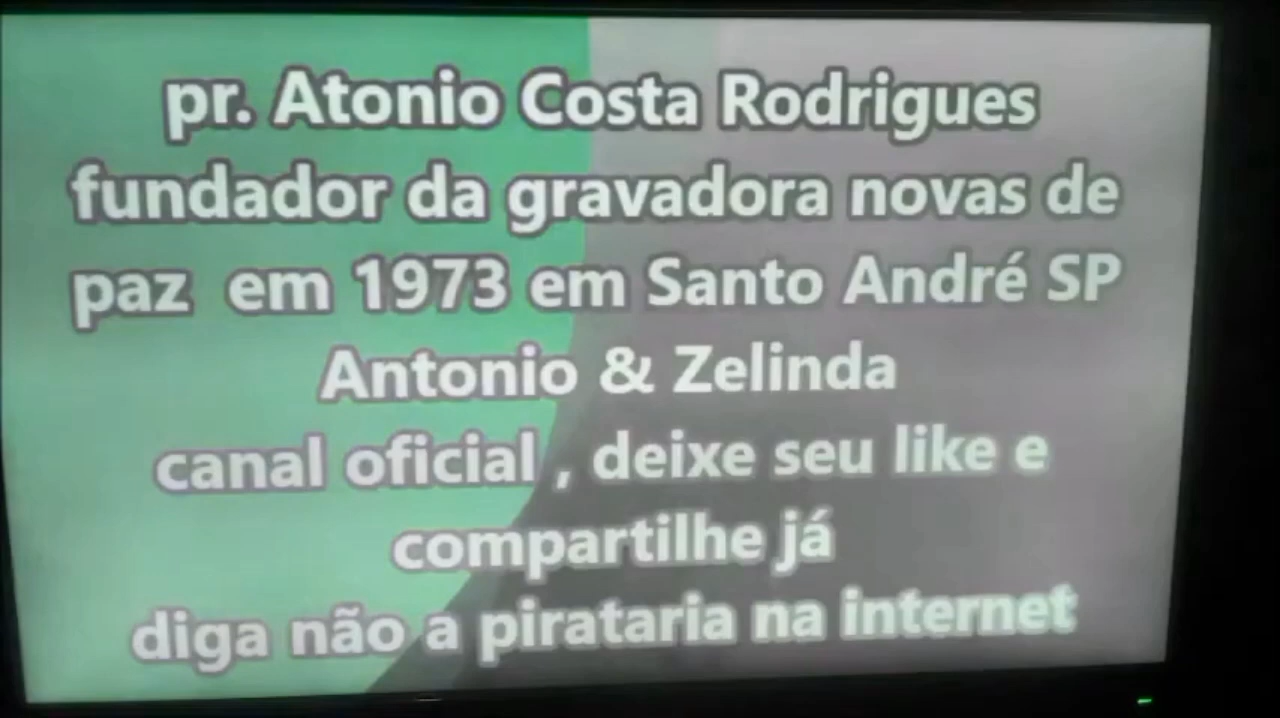 pr. Atonio Costa Rodrigues
fundador da gravadora novas de
paz em 1973 em Santo André SP
Antonio & Zelinda
canal oficial , deixe seu like e
compartilhe já
diga não a pirataria na internet